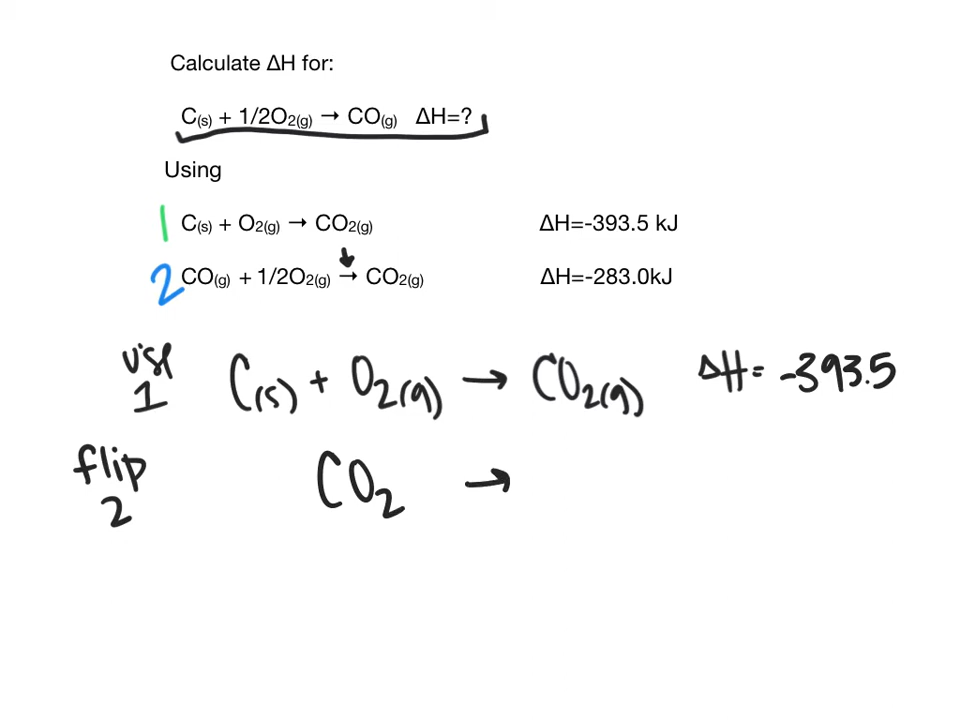 Calculate ΔH for:
C(s) + 1/2O2(g) → CO(g) ΔH=?
Using
1 C(s) + O2(g) → CO2(g) ΔH=-393.5 kJ
2 CO(g) + 1/2O2(g) → CO2(g) ΔH=-283.0kJ
use 1 C(s) + O2(g) → CO2(g) ΔH= -393.5
flip 2 CO2 →